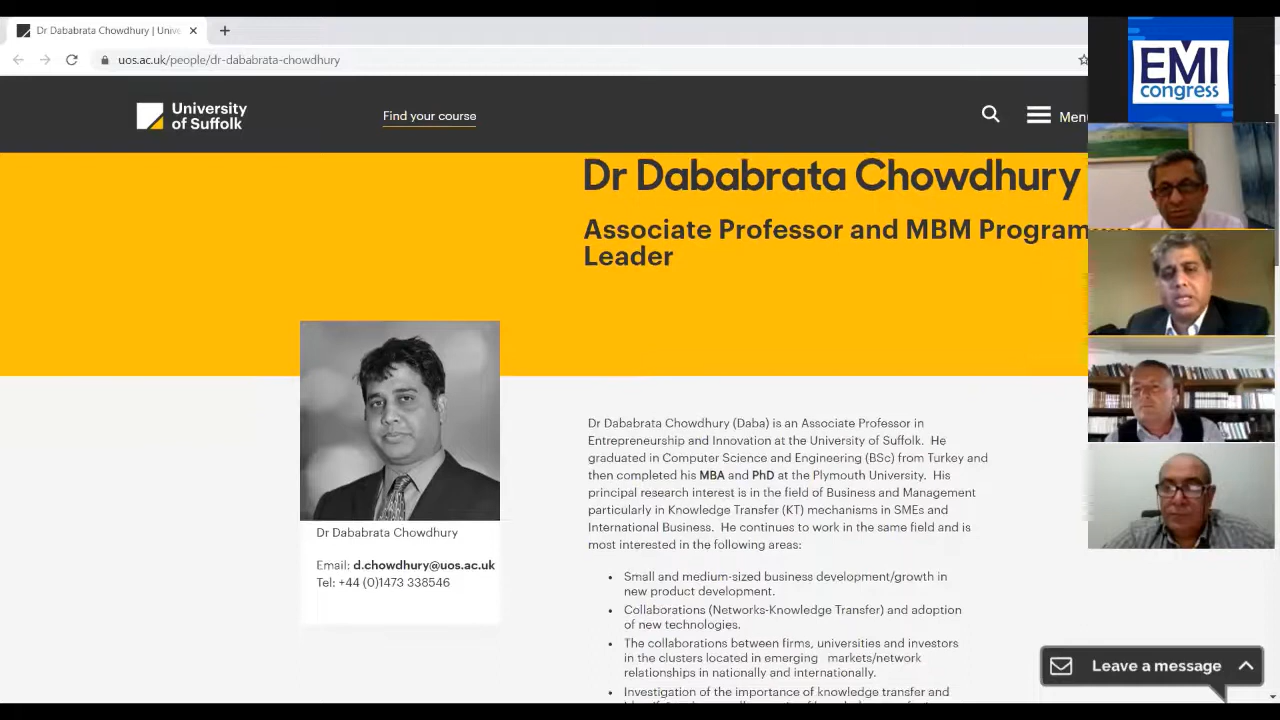 Dr Dababrata Chowdhury | Unive
uos.ac.uk/people/dr-dababrata-chowdhury
University
of Suffolk
Find your course
Menu
EMI
congress
Dr Dababrata Chowdhury
Associate Professor and MBM Program
Leader
Dr Dababrata Chowdhury
Email: d.chowdhury@uos.ac.uk
Tel: +44 (0)1473 338546
Dr Dababrata Chowdhury (Daba) is an Associate Professor in
Entrepreneurship and Innovation at the University of Suffolk. He
graduated in Computer Science and Engineering (BSc) from Turkey and
then completed his MBA and PhD at the Plymouth University. His
principal research interest is in the field of Business and Management
particularly in Knowledge Transfer (KT) mechanisms in SMEs and
International Business. He continues to work in the same field and is
most interested in the following areas:
• Small and medium-sized business development/growth in
new product development.
• Collaborations (Networks-Knowledge Transfer) and adoption
of new technologies.
• The collaborations between firms, universities and investors
in the clusters located in emerging markets/network
relationships in nationally and internationally.
• Investigation of the importance of knowledge transfer and
Leave a message